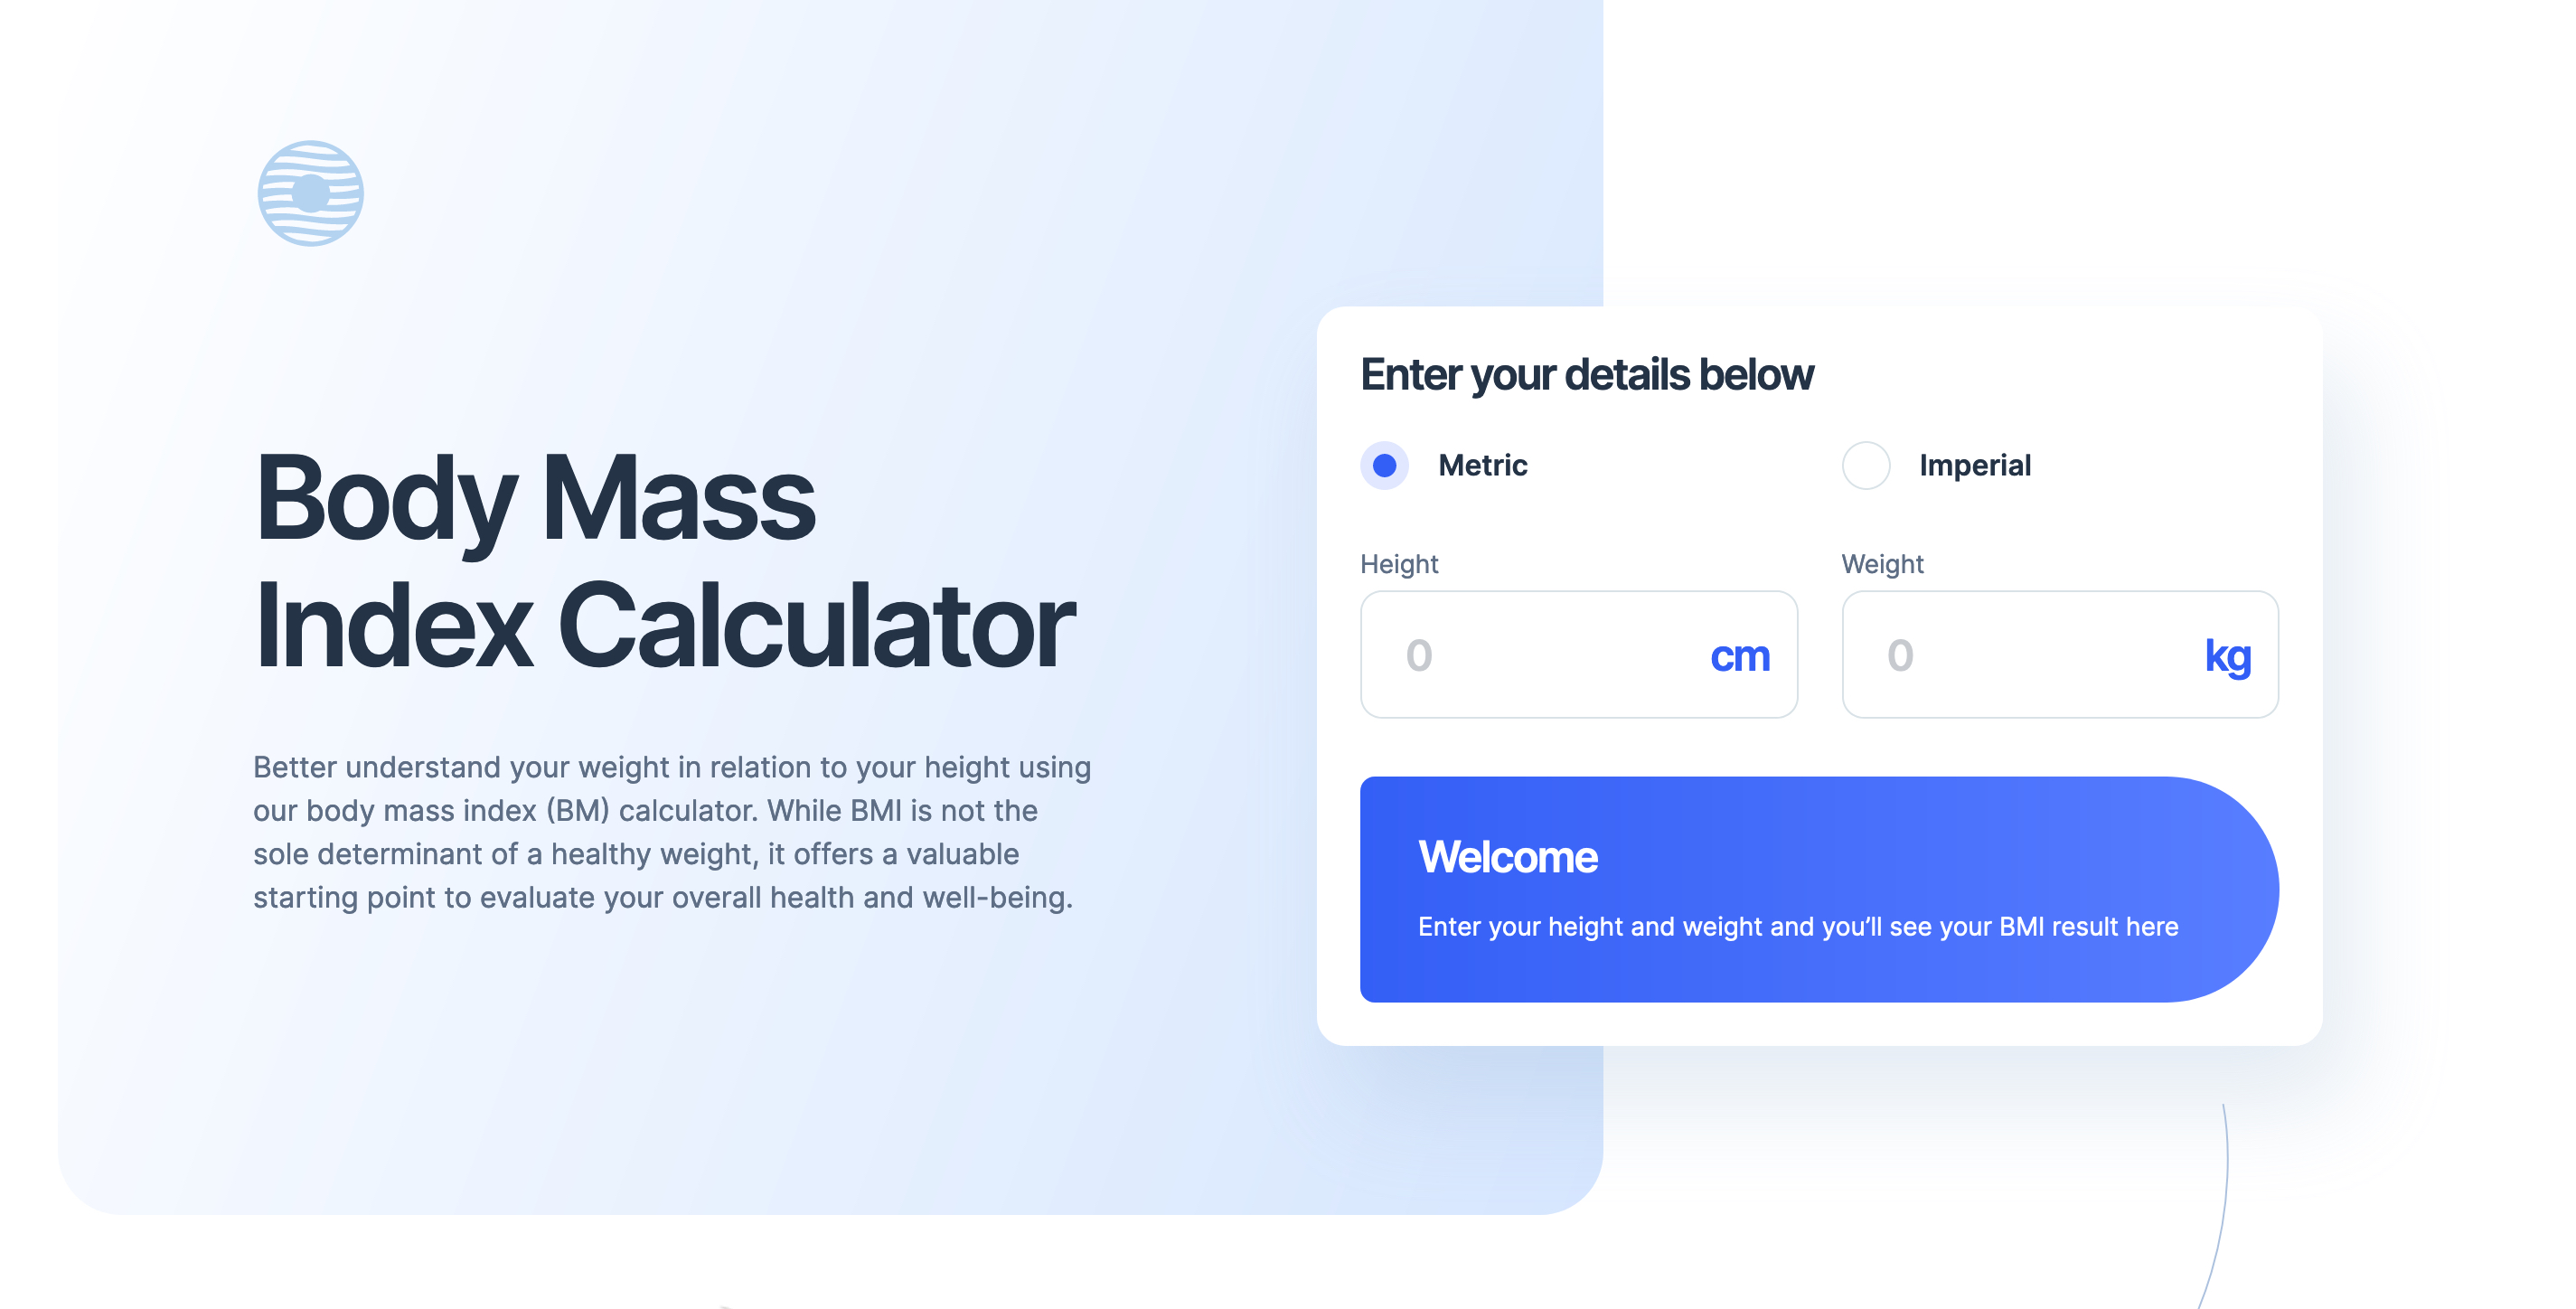 Body Mass
Index Calculator
Better understand your weight in relation to your height using
our body mass index (BM) calculator. While BMI is not the
sole determinant of a healthy weight, it offers a valuable
starting point to evaluate your overall health and well-being.
Enter your details below
Metric
Imperial
Height
Weight
0 cm
0 kg
Welcome
Enter your height and weight and you’ll see your BMI result here